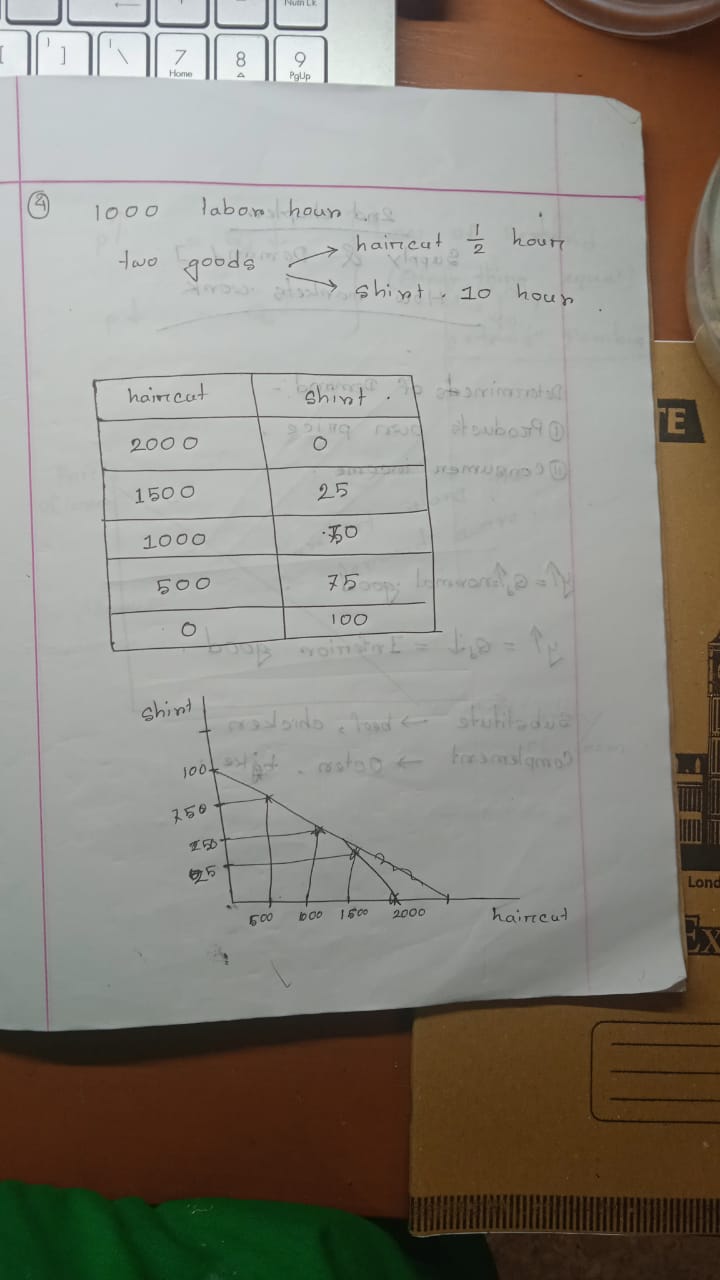 Num Lk
[ ' ] \ 7 8 9
Home PgUp
④ 1000 labor hour
two goods → haircut 1/2 hour
→ shirt . 10 hour .
haircut shirt .
2000 0
1500 25
1000 50
500 75
0 100
shirt
100
750
250
25
500 1000 1500 2000 haircut
TE
Lond
Ex